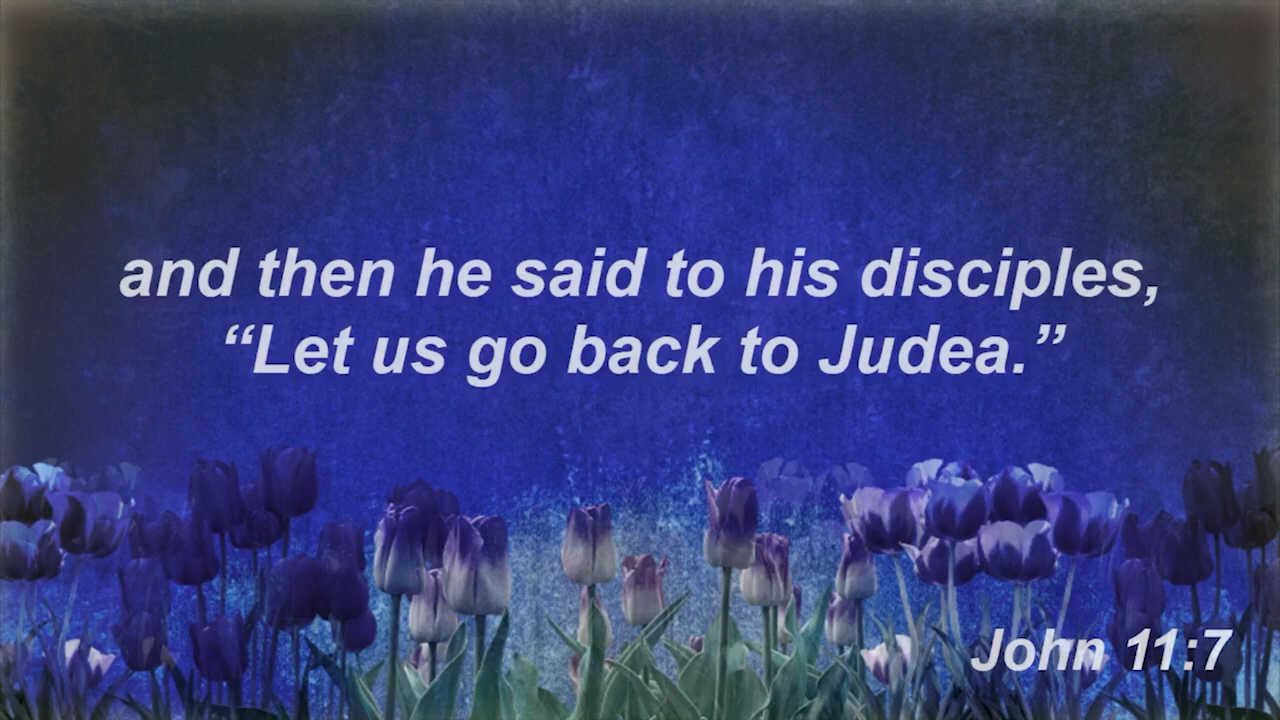 and then he said to his disciples,
“Let us go back to Judea.”
John 11:7